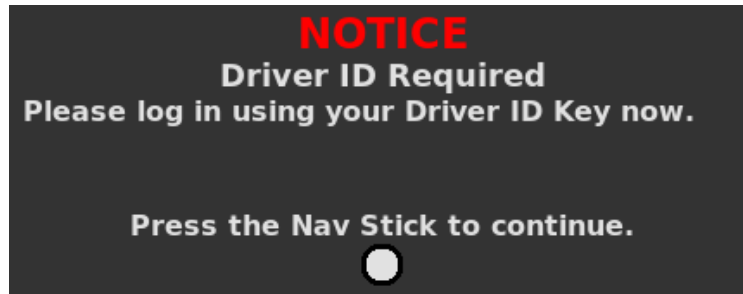 NOTICE
Driver ID Required
Please log in using your Driver ID Key now.
Press the Nav Stick to continue.